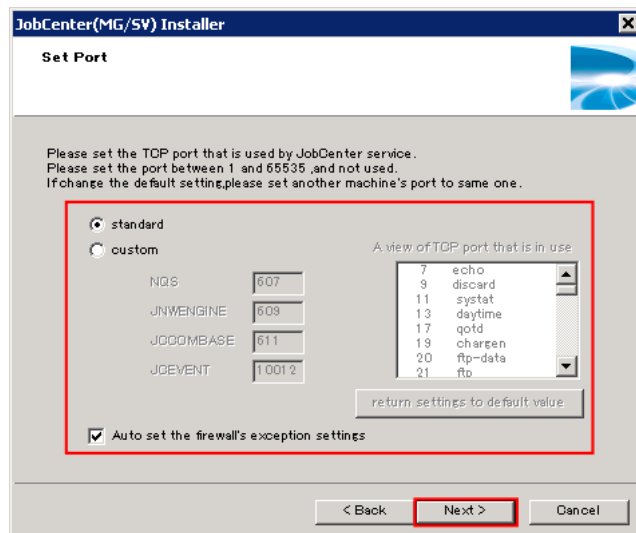 JobCenter(MG/SV) Installer
Set Port
Please set the TCP port that is used by JobCenter service.
Please set the port between 1 and 65535 ,and not used.
If change the default setting,please set another machine's port to same one.
standard
custom
A view of TCP port that is in use
NQS 607
JNWENGINE 609
JCCOMBASE 611
JCEVENT 10012
7 echo
9 discard
11 systat
13 daytime
17 qotd
19 chargen
20 ftp-data
21 ftp
return settings to default value
Auto set the firewall's exception settings
< Back
Next >
Cancel